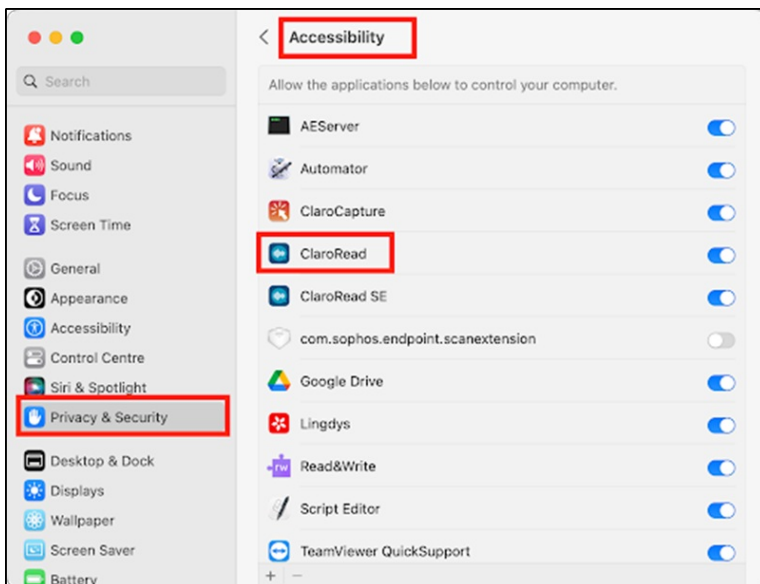 Search
Notifications
Sound
Focus
Screen Time
General
Appearance
Accessibility
Control Centre
Siri & Spotlight
Privacy & Security
Desktop & Dock
Displays
Wallpaper
Screen Saver
Battery
Accessibility
Allow the applications below to control your computer.
AEServer
Automator
ClaroCapture
ClaroRead
ClaroRead SE
com.sophos.endpoint.scanextension
Google Drive
Lingdys
rw Read&Write
Script Editor
TeamViewer QuickSupport
+ −